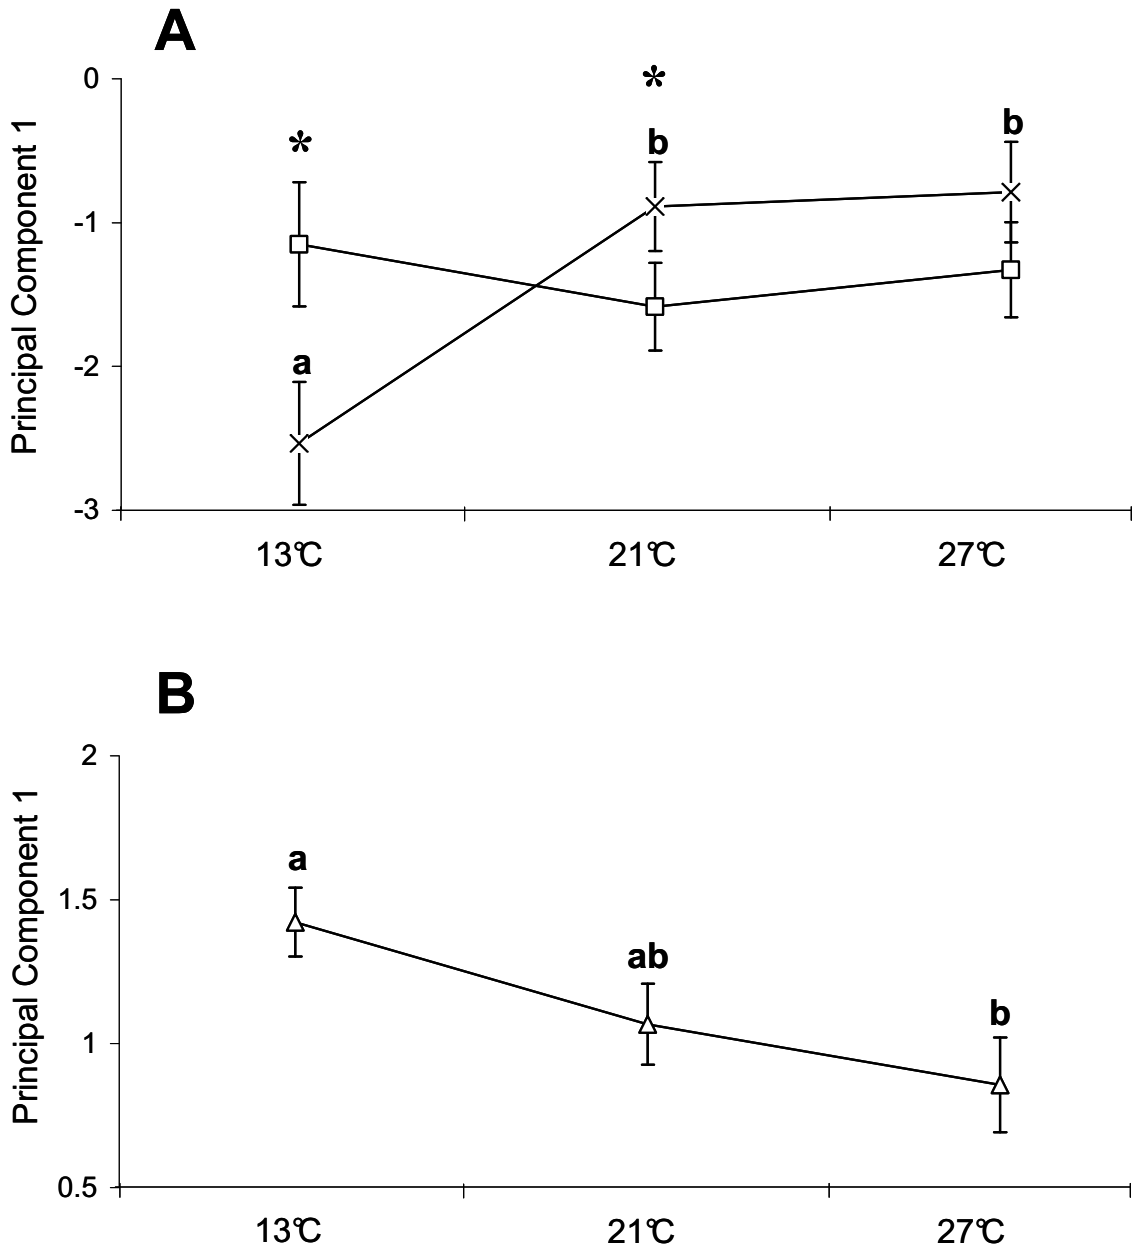 A
0
*
*
b
b
-1
a
-2
-3
Principal Component 1
13°C
21°C
27°C
B
2
a
1.5
ab
b
1
0.5
Principal Component 1
13°C
21°C
27°C